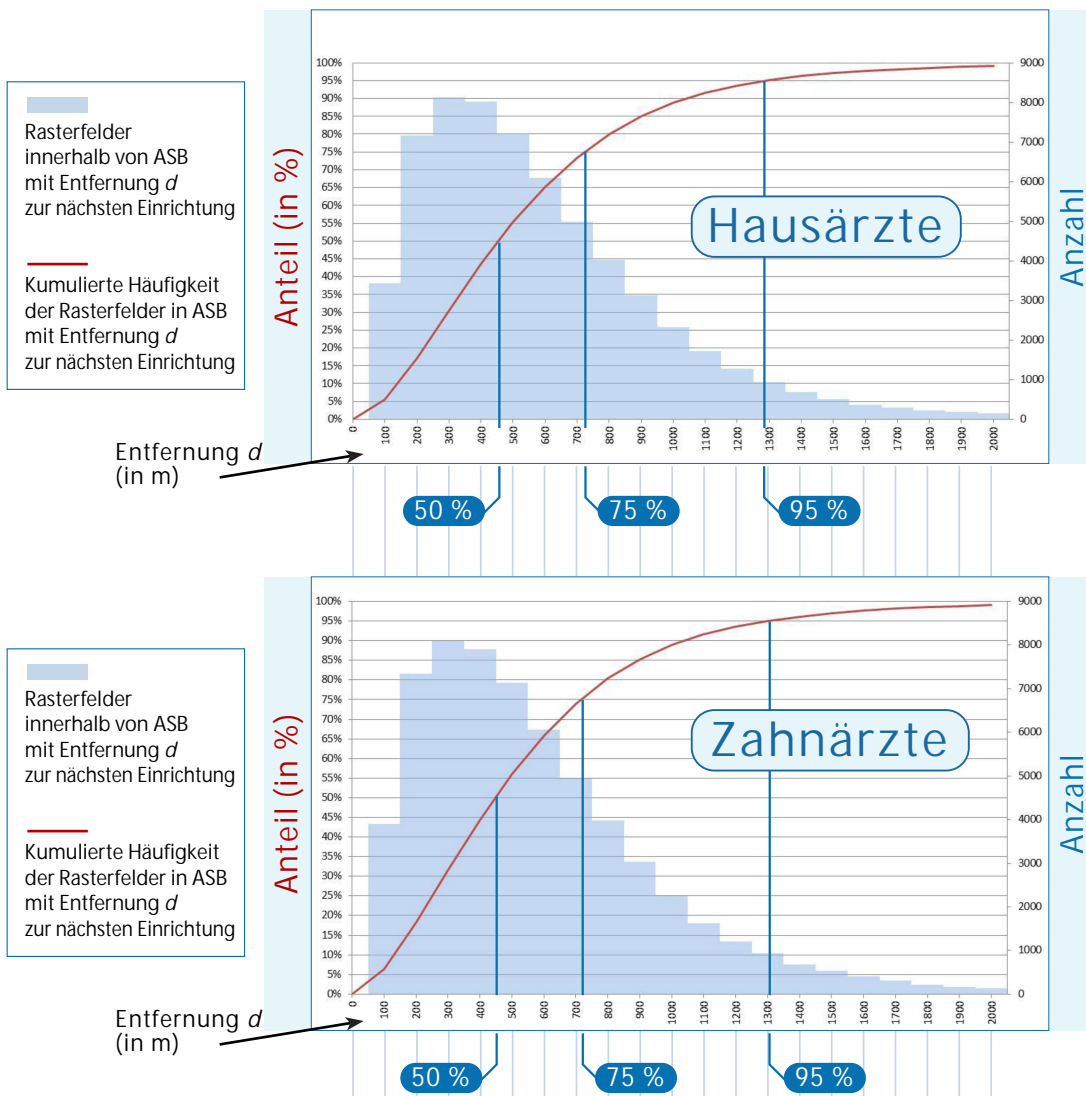 Rasterfelder
innerhalb von ASB
mit Entfernung d
zur nächsten Einrichtung
Kumulierte Häufigkeit
der Rasterfelder in ASB
mit Entfernung d
zur nächsten Einrichtung
Anteil (in %)
100%
95%
90%
85%
80%
75%
70%
65%
60%
55%
50%
45%
40%
35%
30%
25%
20%
15%
10%
5%
0%
Hausärzte
9000
8000
7000
6000
5000
4000
3000
2000
1000
0
Anzahl
0 100 200 300 400 500 600 700 800 900 1000 1100 1200 1300 1400 1500 1600 1700 1800 1900 2000
Entfernung d
(in m)
50 % 75 % 95 %
Rasterfelder
innerhalb von ASB
mit Entfernung d
zur nächsten Einrichtung
Kumulierte Häufigkeit
der Rasterfelder in ASB
mit Entfernung d
zur nächsten Einrichtung
Anteil (in %)
100%
95%
90%
85%
80%
75%
70%
65%
60%
55%
50%
45%
40%
35%
30%
25%
20%
15%
10%
5%
0%
Zahnärzte
9000
8000
7000
6000
5000
4000
3000
2000
1000
0
Anzahl
0 100 200 300 400 500 600 700 800 900 1000 1100 1200 1300 1400 1500 1600 1700 1800 1900 2000
Entfernung d
(in m)
50 % 75 % 95 %